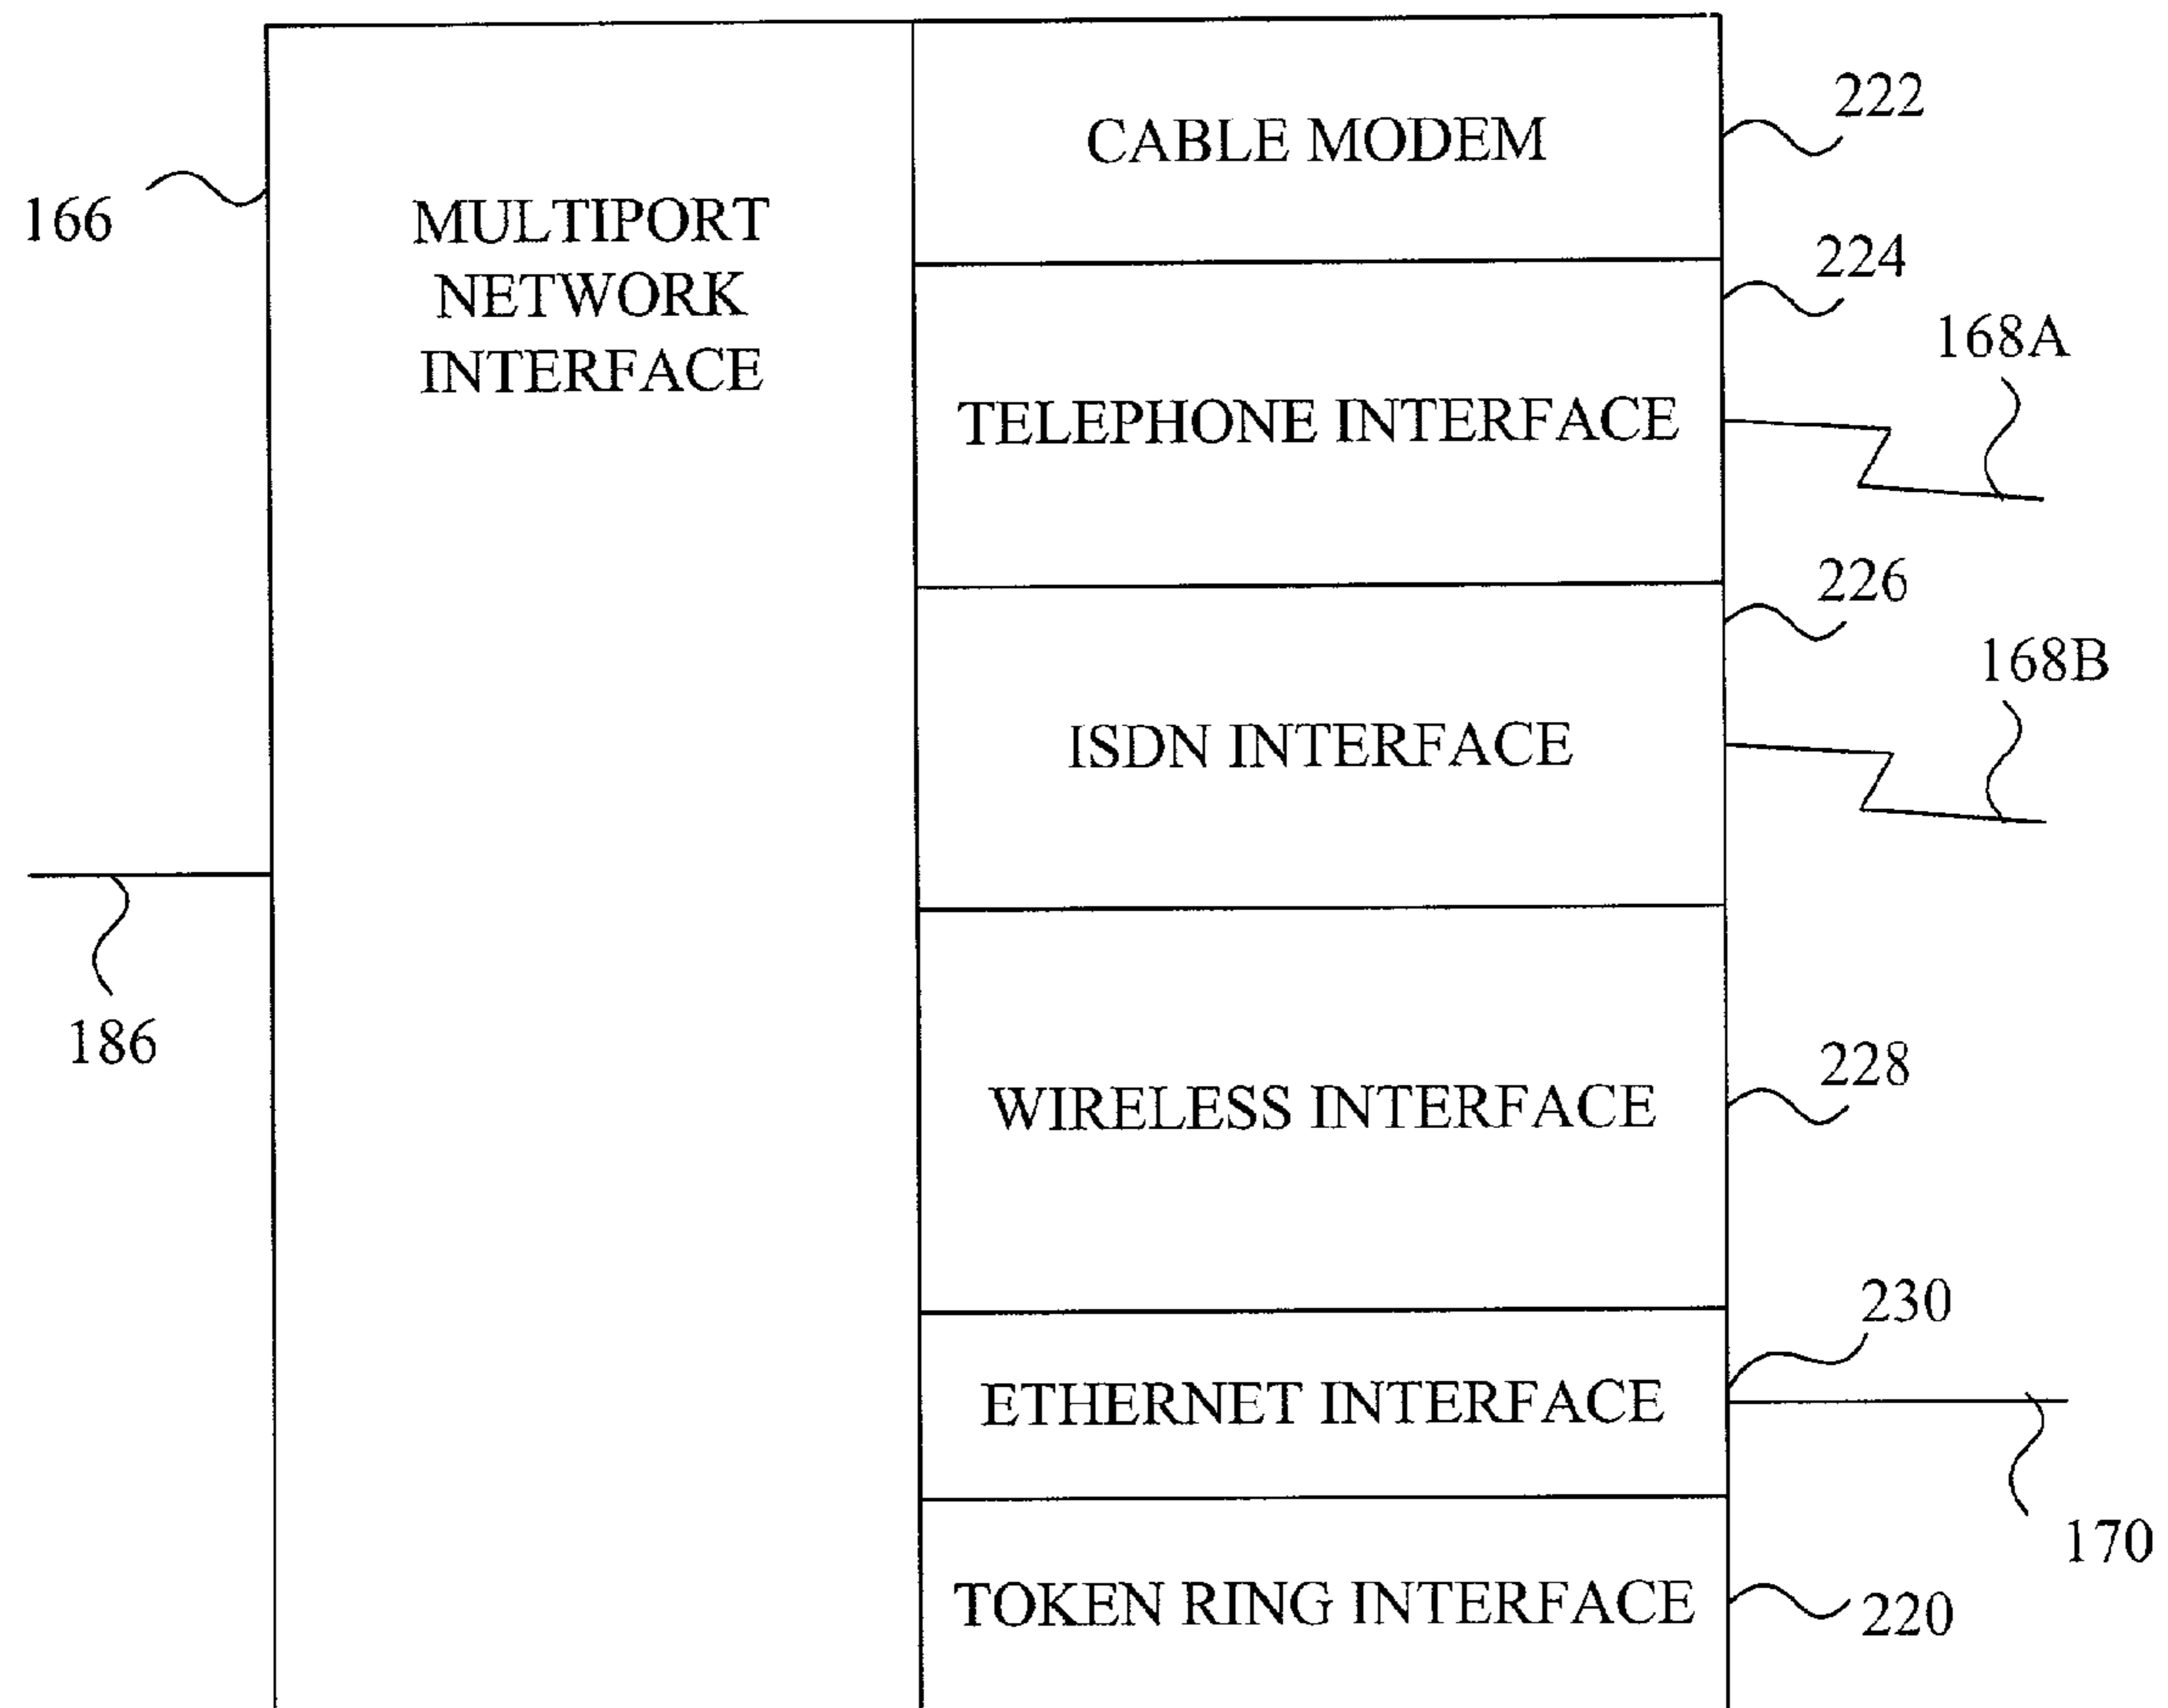 222
CABLE MODEM
166
MULTIPORT
NETWORK
INTERFACE
224
168A
TELEPHONE INTERFACE
226
168B
ISDN INTERFACE
186
228
WIRELESS INTERFACE
230
ETHERNET INTERFACE
170
TOKEN RING INTERFACE
220